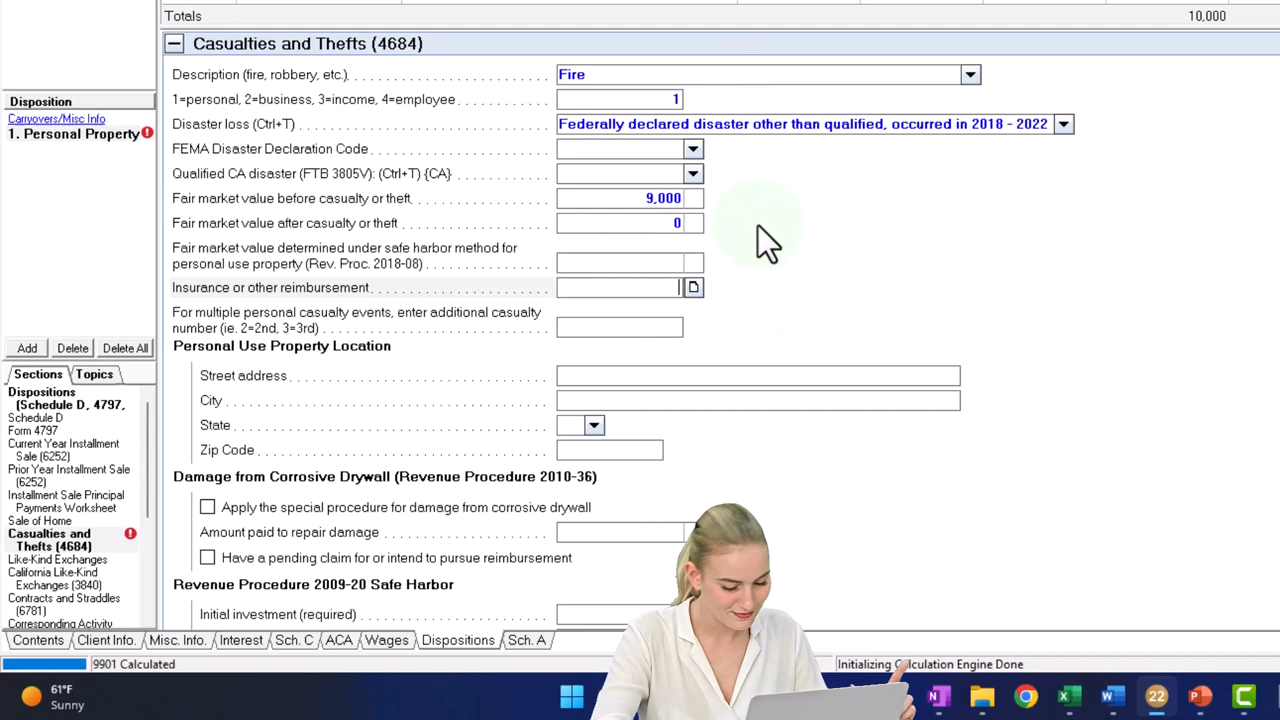 Totals 10,000
Casualties and Thefts (4684)
Description (fire, robbery, etc.) Fire
1=personal, 2=business, 3=income, 4=employee 1
Disaster loss (Ctrl+T) Federally declared disaster other than qualified, occurred in 2018 - 2022
FEMA Disaster Declaration Code
Qualified CA disaster (FTB 3805V): (Ctrl+T) {CA}
Fair market value before casualty or theft 9,000
Fair market value after casualty or theft 0
Fair market value determined under safe harbor method for
personal use property (Rev. Proc. 2018-08)
Insurance or other reimbursement
For multiple personal casualty events, enter additional casualty
number (ie. 2=2nd, 3=3rd)
Personal Use Property Location
Street address
City
State
Zip Code
Damage from Corrosive Drywall (Revenue Procedure 2010-36)
Apply the special procedure for damage from corrosive drywall
Amount paid to repair damage
Have a pending claim for or intend to pursue reimbursement
Revenue Procedure 2009-20 Safe Harbor
Initial investment (required)
Disposition
Carryovers/Misc Info
1. Personal Property
Add Delete Delete All
Sections Topics
Dispositions
(Schedule D, 4797,
Schedule D
Form 4797
Current Year Installment
Sale (6252)
Prior Year Installment Sale
(6252)
Installment Sale Principal
Payments Worksheet
Sale of Home
Casualties and
Thefts (4684)
Like-Kind Exchanges
California Like-Kind
Exchanges (3840)
Contracts and Straddles
(6781)
Corresponding Activity
Contents Client Info. Misc. Info. Interest Sch. C ACA Wages Dispositions Sch. A
9901 Calculated Initializing Calculation Engine Done
61°F
Sunny
22